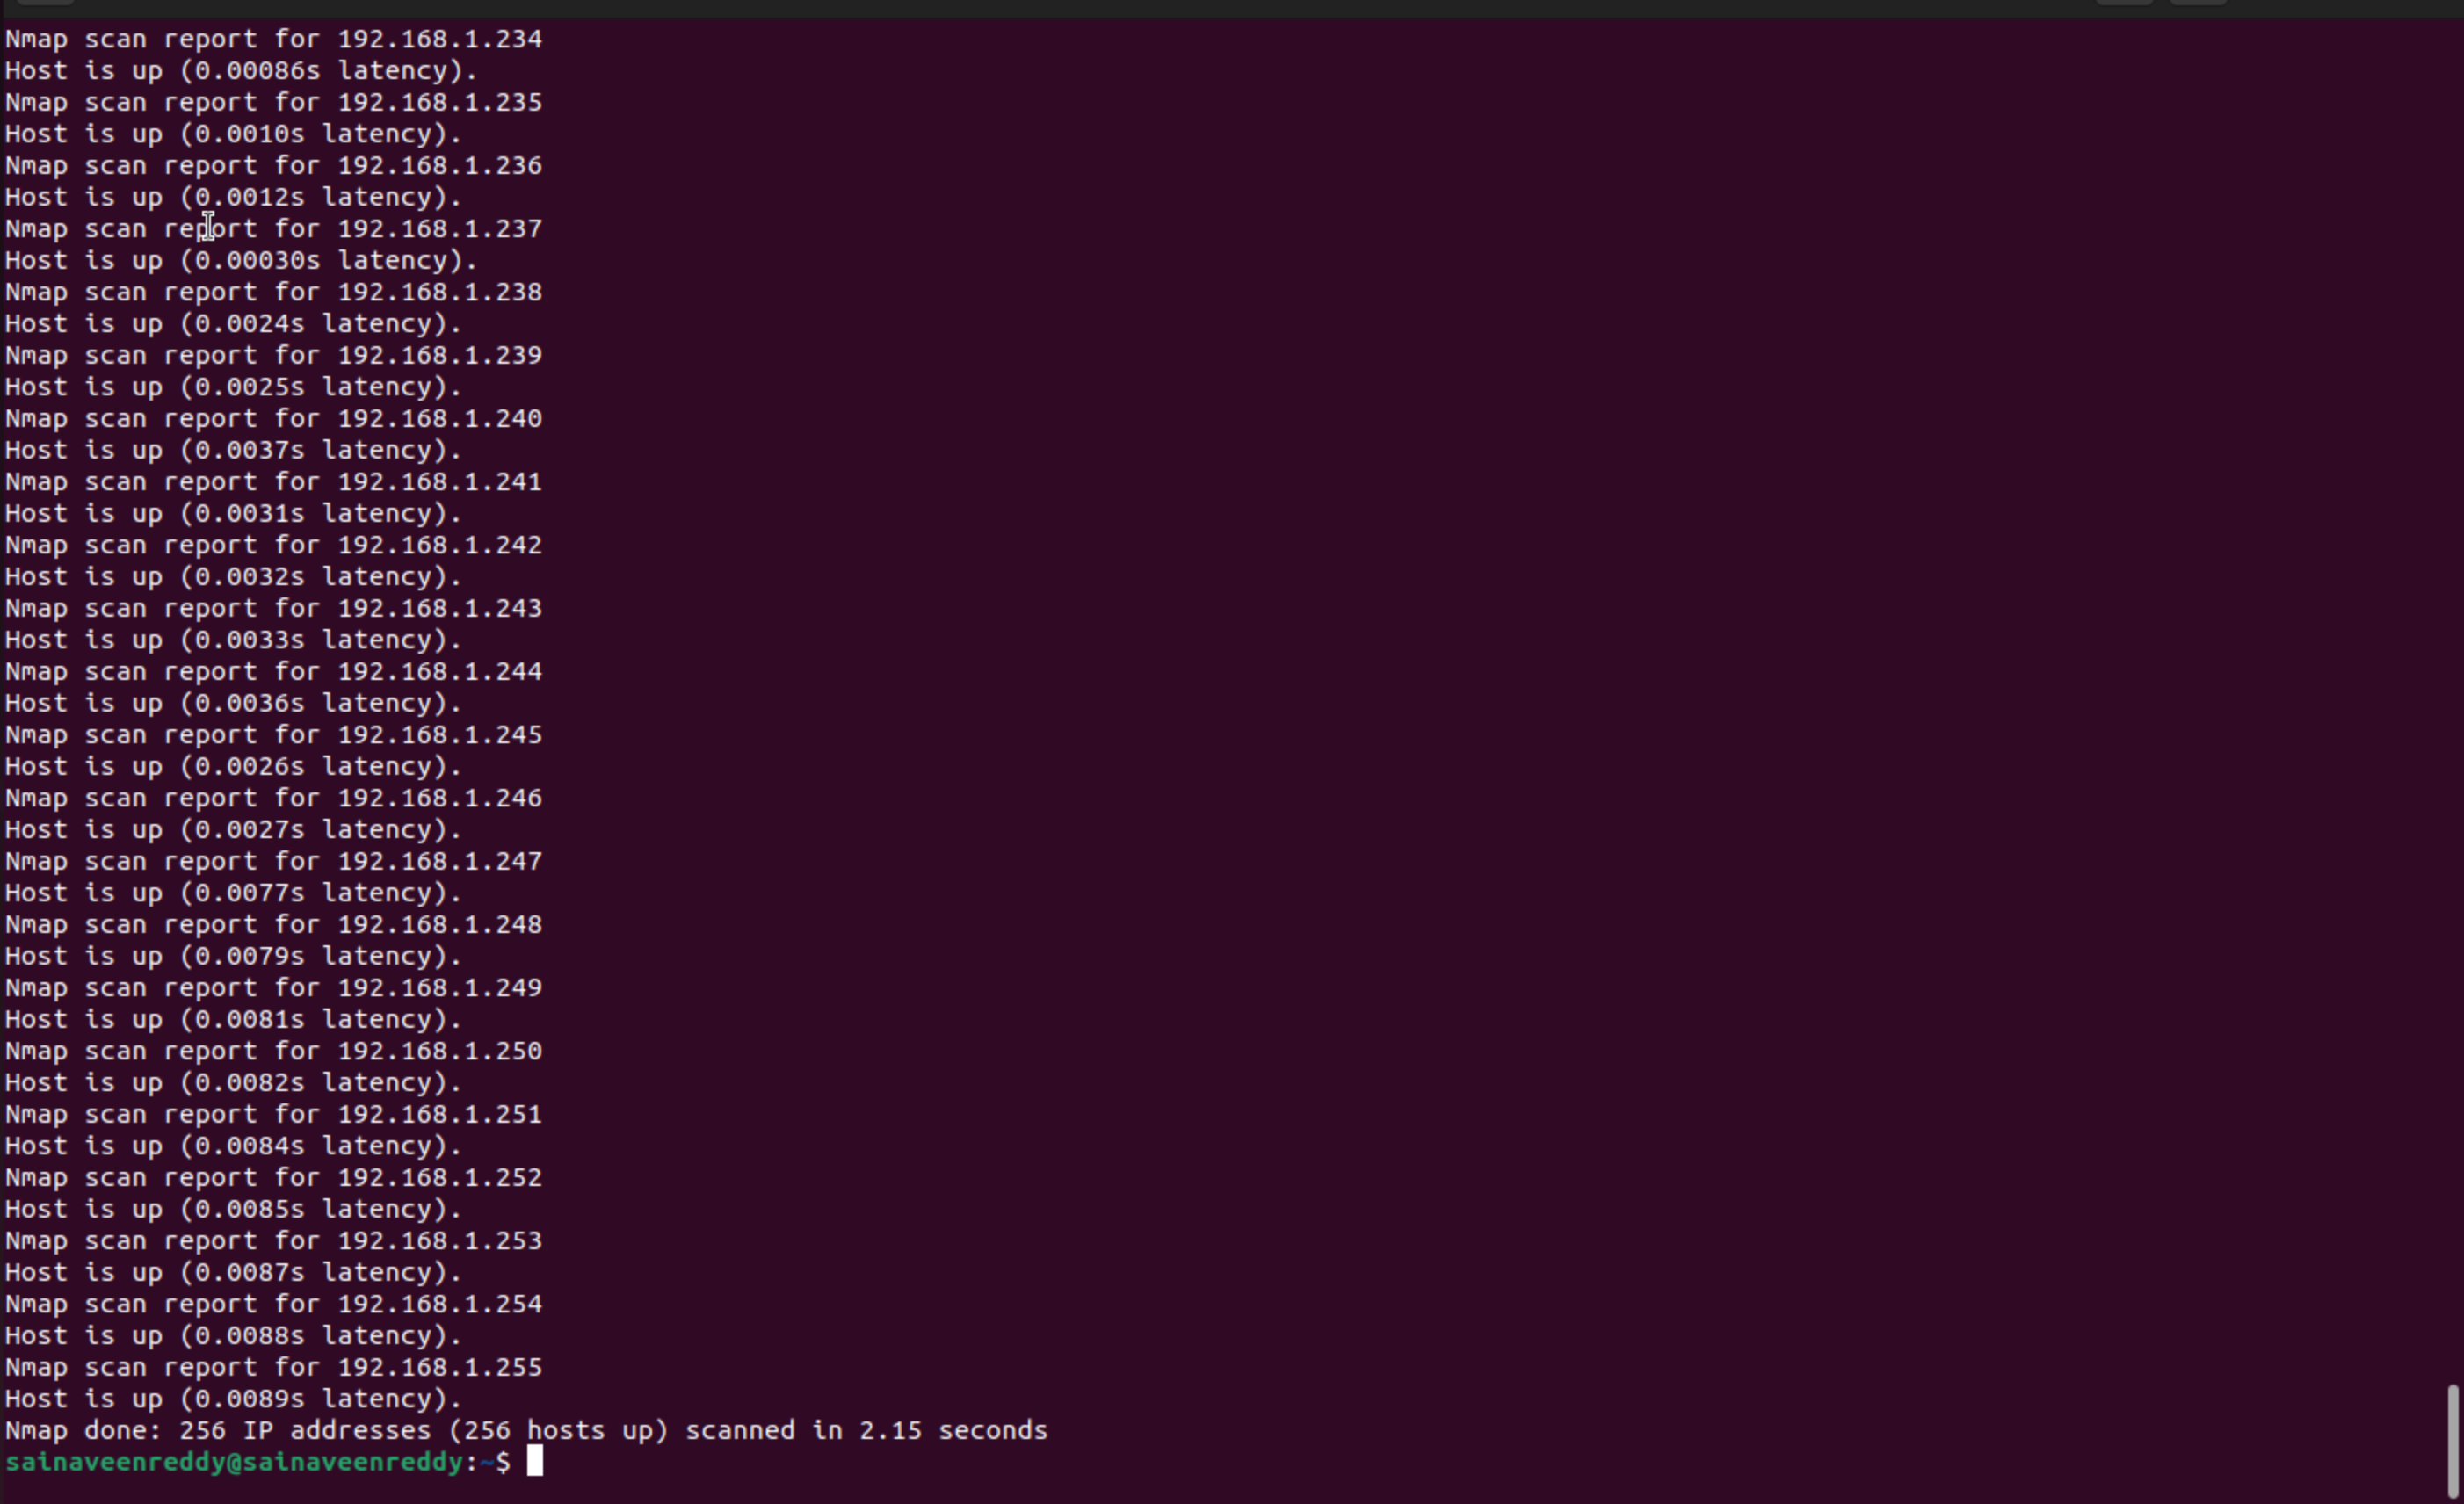 Nmap scan report for 192.168.1.234
Host is up (0.00086s latency).
Nmap scan report for 192.168.1.235
Host is up (0.0010s latency).
Nmap scan report for 192.168.1.236
Host is up (0.0012s latency).
Nmap scan report for 192.168.1.237
Host is up (0.00030s latency).
Nmap scan report for 192.168.1.238
Host is up (0.0024s latency).
Nmap scan report for 192.168.1.239
Host is up (0.0025s latency).
Nmap scan report for 192.168.1.240
Host is up (0.0037s latency).
Nmap scan report for 192.168.1.241
Host is up (0.0031s latency).
Nmap scan report for 192.168.1.242
Host is up (0.0032s latency).
Nmap scan report for 192.168.1.243
Host is up (0.0033s latency).
Nmap scan report for 192.168.1.244
Host is up (0.0036s latency).
Nmap scan report for 192.168.1.245
Host is up (0.0026s latency).
Nmap scan report for 192.168.1.246
Host is up (0.0027s latency).
Nmap scan report for 192.168.1.247
Host is up (0.0077s latency).
Nmap scan report for 192.168.1.248
Host is up (0.0079s latency).
Nmap scan report for 192.168.1.249
Host is up (0.0081s latency).
Nmap scan report for 192.168.1.250
Host is up (0.0082s latency).
Nmap scan report for 192.168.1.251
Host is up (0.0084s latency).
Nmap scan report for 192.168.1.252
Host is up (0.0085s latency).
Nmap scan report for 192.168.1.253
Host is up (0.0087s latency).
Nmap scan report for 192.168.1.254
Host is up (0.0088s latency).
Nmap scan report for 192.168.1.255
Host is up (0.0089s latency).
Nmap done: 256 IP addresses (256 hosts up) scanned in 2.15 seconds
sainaveenreddy@sainaveenreddy:~$